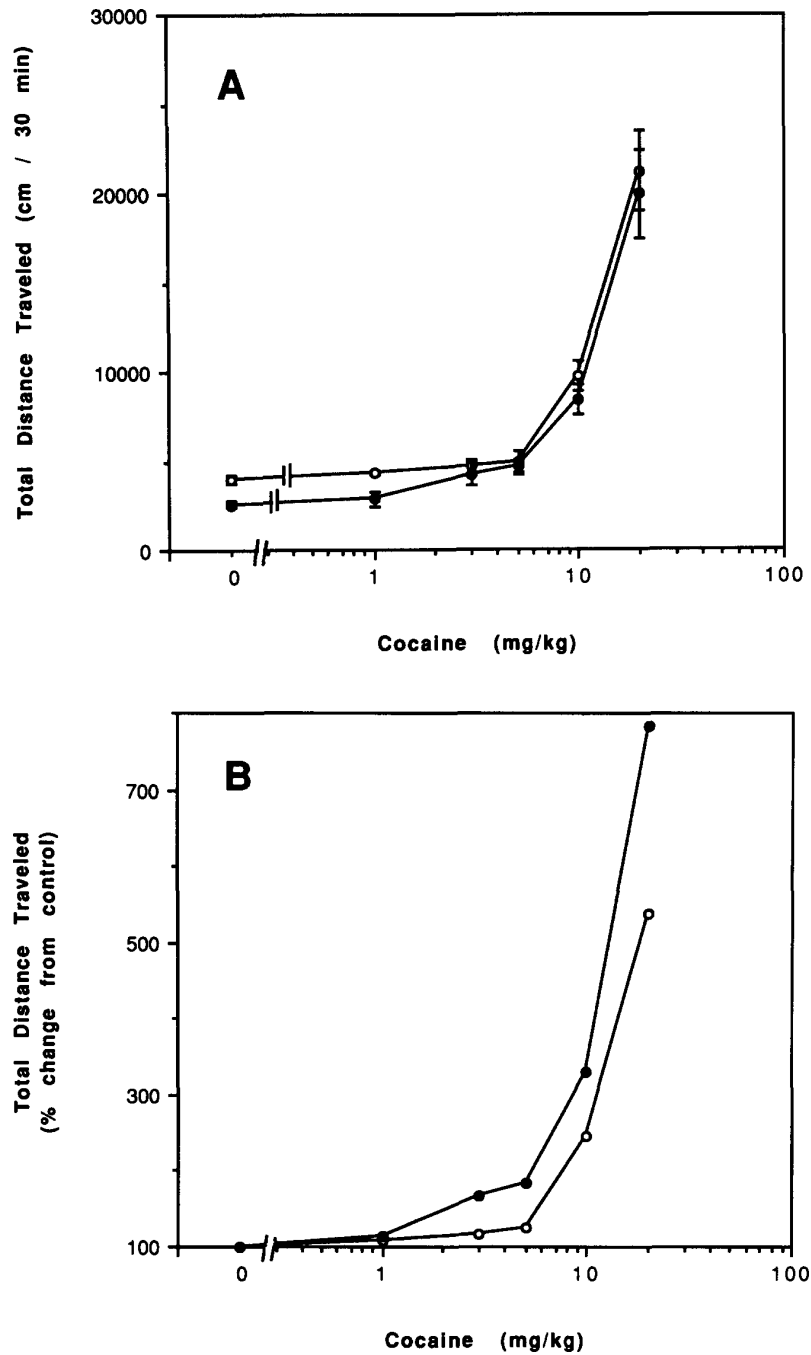 A
Total Distance Traveled (cm / 30 min)
30000
20000
10000
0
0 1 10 100
Cocaine (mg/kg)
B
Total Distance Traveled
(% change from control)
700
500
300
100
0 1 10 100
Cocaine (mg/kg)